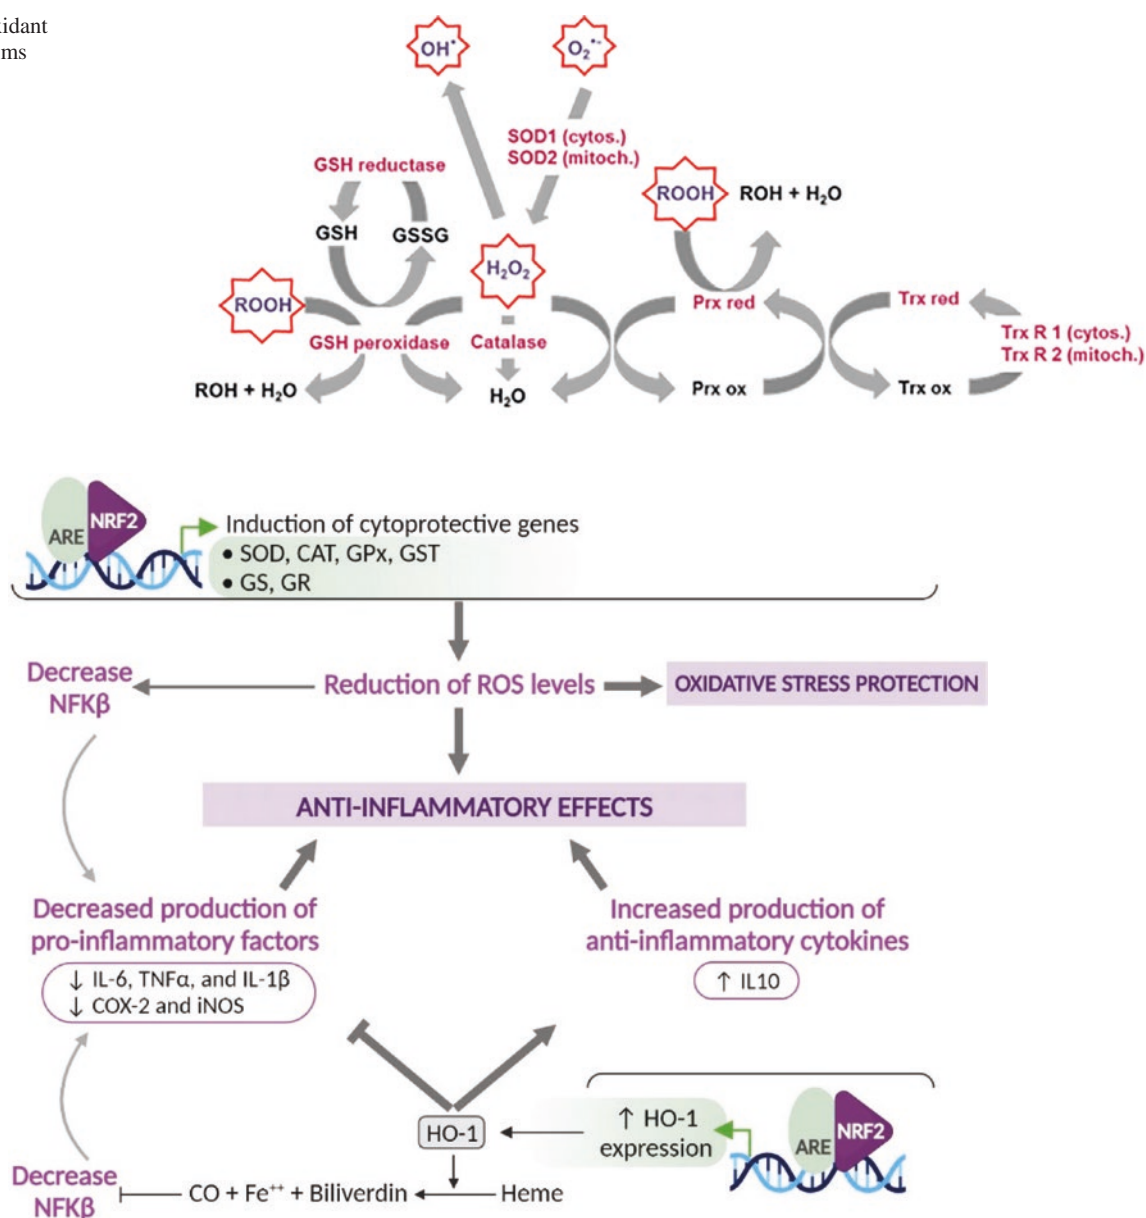 idant
ms
OH•
O₂•-
SOD1 (cytos.)
SOD2 (mitoch.)
GSH reductase
ROOH
ROH + H₂O
GSH
GSSG
H₂O₂
ROOH
Prx red
Trx red
GSH peroxidase
Catalase
Trx R 1 (cytos.)
Trx R 2 (mitoch.)
ROH + H₂O
H₂O
Prx ox
Trx ox
ARE
NRF2
Induction of cytoprotective genes
• SOD, CAT, GPx, GST
• GS, GR
Decrease
NFKβ
Reduction of ROS levels
OXIDATIVE STRESS PROTECTION
ANTI-INFLAMMATORY EFFECTS
Decreased production of
pro-inflammatory factors
↓ IL-6, TNFα, and IL-1β
↓ COX-2 and iNOS
Increased production of
anti-inflammatory cytokines
↑ IL10
HO-1
↑ HO-1
expression
ARE
NRF2
Decrease
NFKβ
CO + Fe⁺⁺ + Biliverdin
Heme